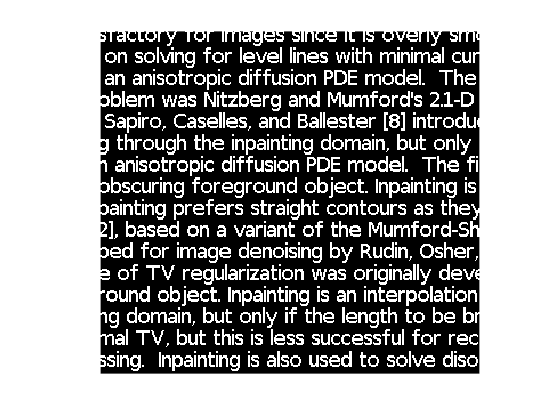 sfactory for images since it is overly smo
on solving for level lines with minimal cur
an anisotropic diffusion PDE model.  The
oblem was Nitzberg and Mumford's 2.1-D
Sapiro, Caselles, and Ballester [8] introdu
g through the inpainting domain, but only
n anisotropic diffusion PDE model.  The fi
obscuring foreground object. Inpainting is
painting prefers straight contours as they
2], based on a variant of the Mumford-Sh
ped for image denoising by Rudin, Osher,
e of TV regularization was originally deve
round object. Inpainting is an interpolation
ng domain, but only if the length to be br
mal TV, but this is less successful for rec
ssing.  Inpainting is also used to solve diso